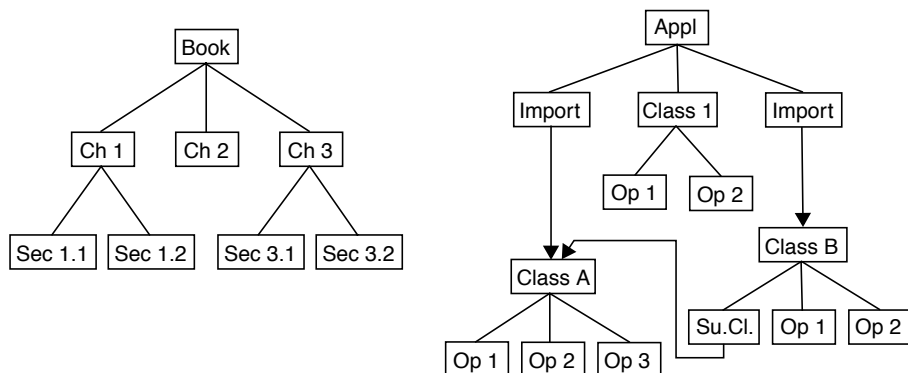 Book
Ch 1 Ch 2 Ch 3
Sec 1.1 Sec 1.2 Sec 3.1 Sec 3.2
Appl
Import Class 1 Import
Op 1 Op 2
Class B
Class A
Su.Cl. Op 1 Op 2
Op 1 Op 2 Op 3